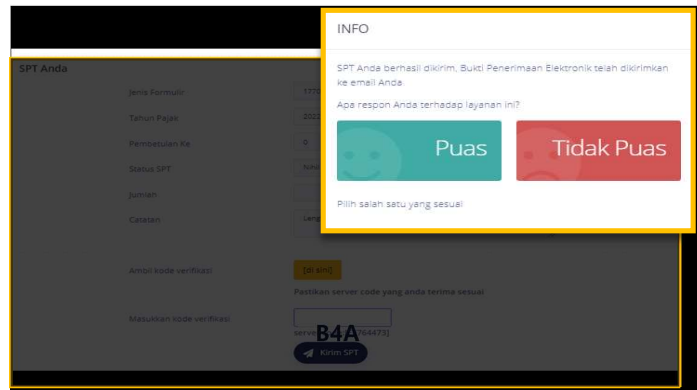 INFO
SPT Anda berhasil dikirim, Bukti Penerimaan Elektronik telah dikirimkan
ke email Anda
Apa respon Anda terhadap layanan ini?
Puas
Tidak Puas
Pilih salah satu yang sesuai
SPT Anda
Jenis Formulir
Tahun Pajak
2022
Pembetulan Ke
0
Status SPT
Nihil
Jumlah
Catatan
Ambil kode verifikasi
[di sini]
Pastikan server code yang anda terima sesuai
Masukkan kode verifikasi
B4A
Kirim SPT